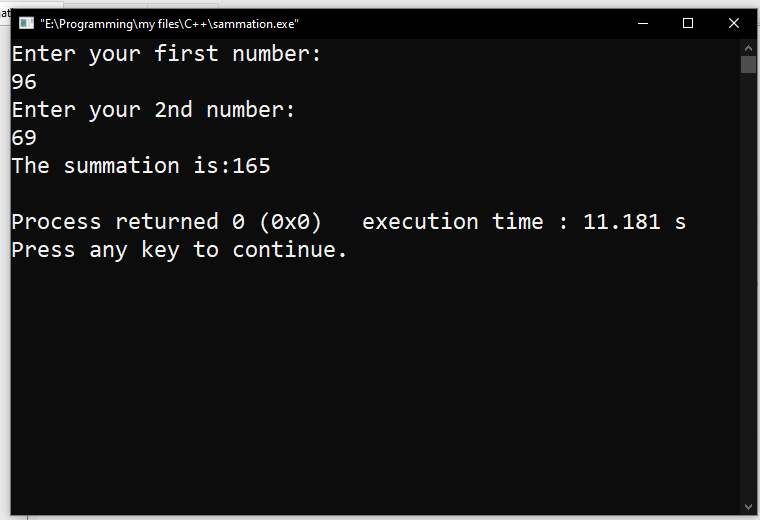 "E:\Programming\my files\C++\sammation.exe"
Enter your first number:
96
Enter your 2nd number:
69
The summation is:165
Process returned 0 (0x0)   execution time : 11.181 s
Press any key to continue.